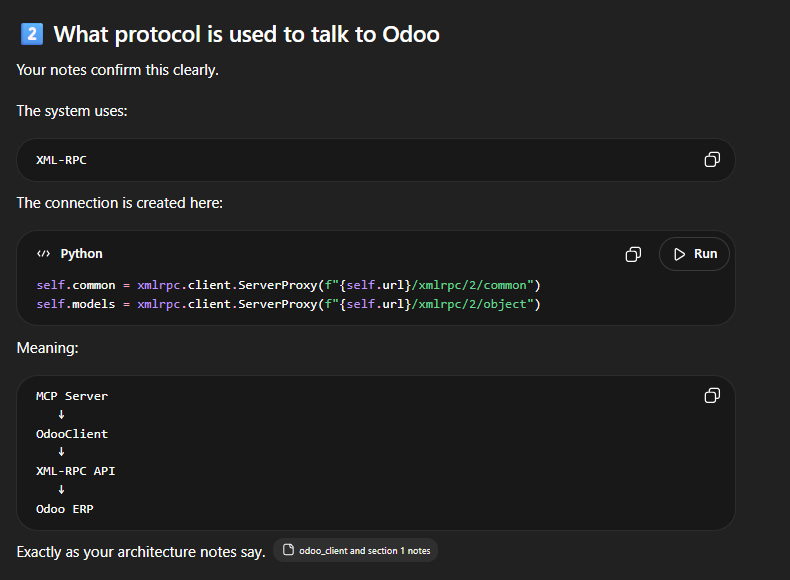 2 What protocol is used to talk to Odoo
Your notes confirm this clearly.
The system uses:
XML-RPC
The connection is created here:
</> Python
Run
self.common = xmlrpc.client.ServerProxy(f"{self.url}/xmlrpc/2/common")
self.models = xmlrpc.client.ServerProxy(f"{self.url}/xmlrpc/2/object")
Meaning:
MCP Server
↓
OdooClient
↓
XML-RPC API
↓
Odoo ERP
Exactly as your architecture notes say. odoo_client and section 1 notes